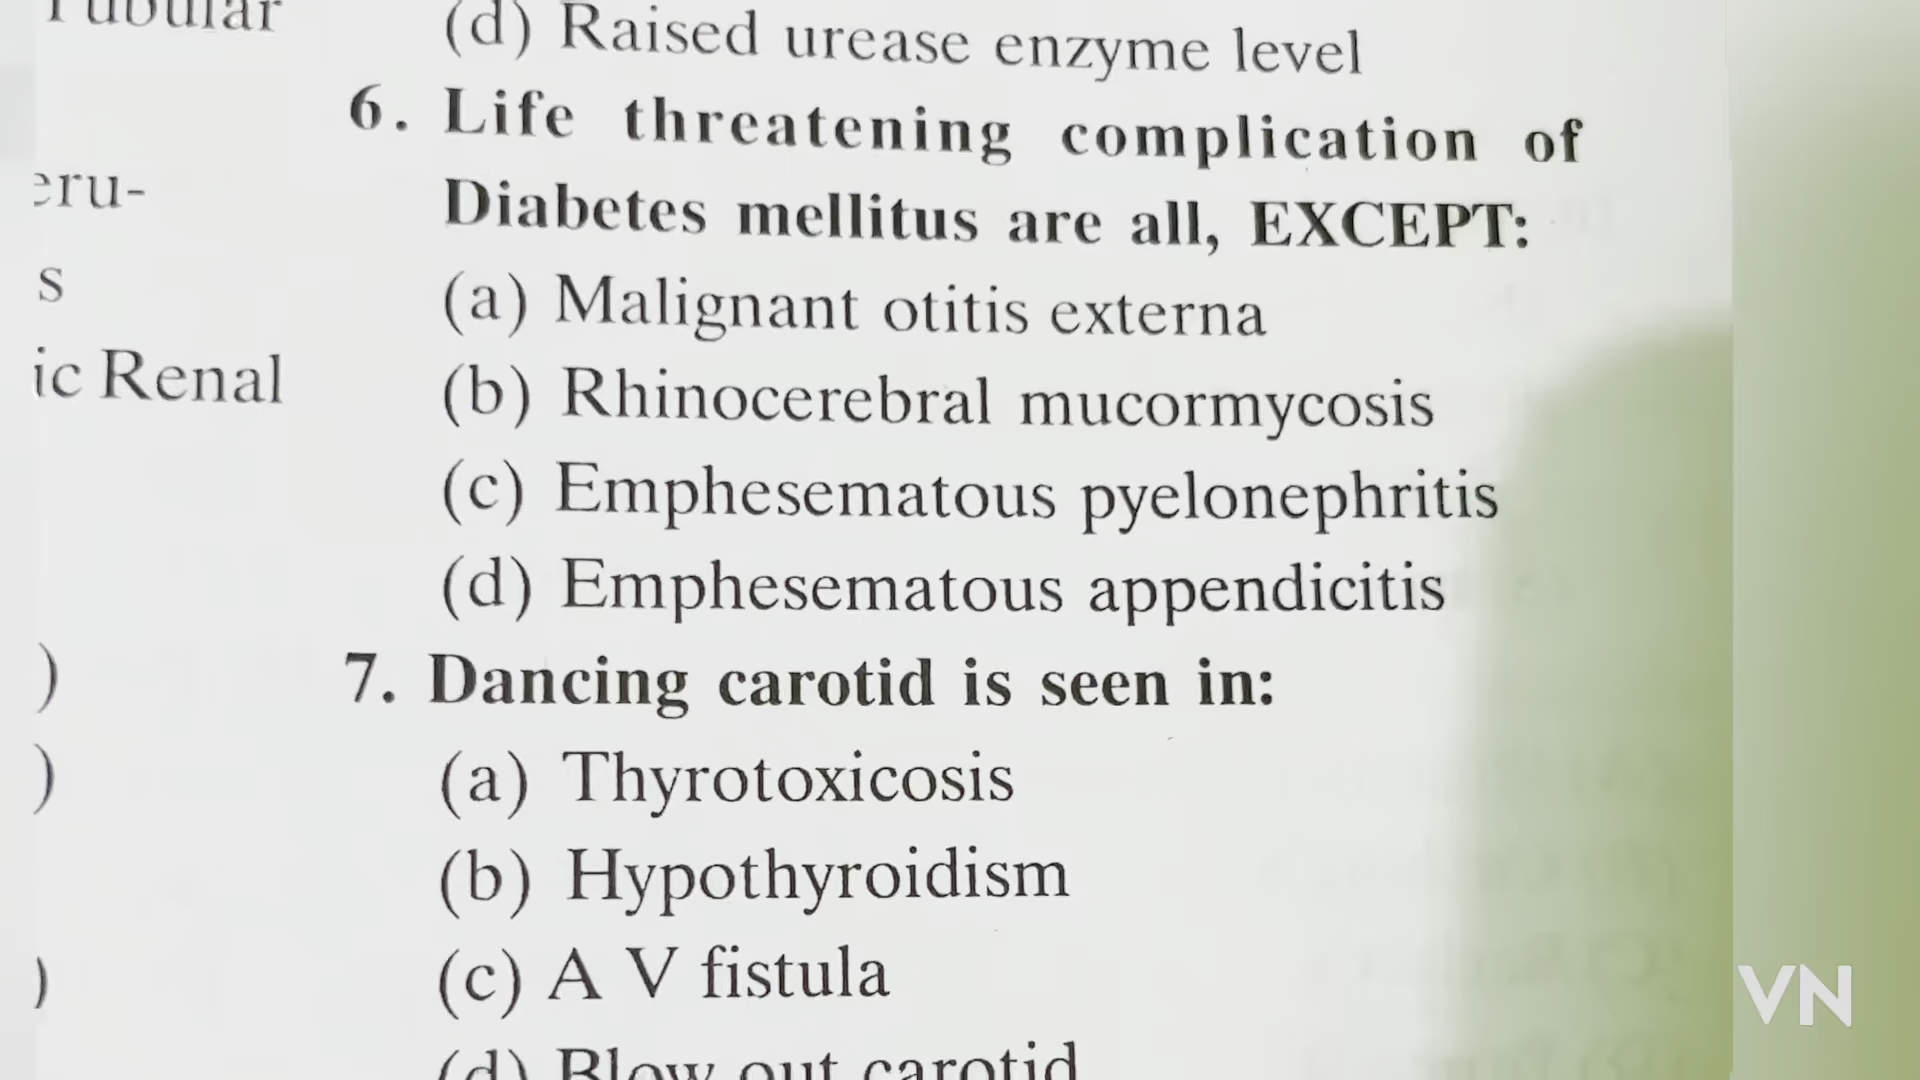 Tubular
eru-
s
ic Renal
)
)
)
(d) Raised urease enzyme level
6. Life threatening complication of
Diabetes mellitus are all, EXCEPT:
(a) Malignant otitis externa
(b) Rhinocerebral mucormycosis
(c) Emphesematous pyelonephritis
(d) Emphesematous appendicitis
7. Dancing carotid is seen in:
(a) Thyrotoxicosis
(b) Hypothyroidism
(c) A V fistula
(d) Blow out carotid
VN